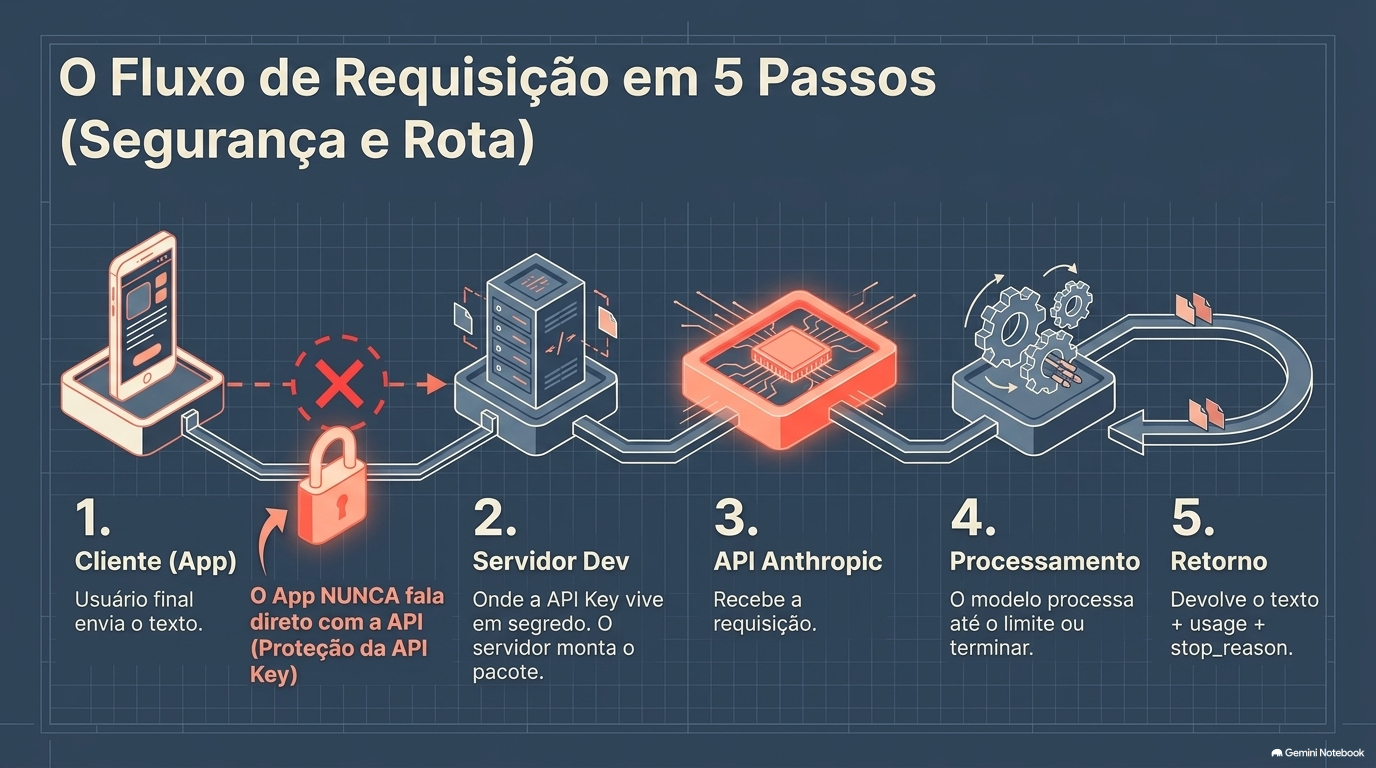 O Fluxo de Requisição em 5 Passos
(Segurança e Rota)
</>
1.
Cliente (App)
Usuário final
envia o texto.
O App NUNCA fala
direto com a API
(Proteção da API
Key)
2.
Servidor Dev
Onde a API Key vive
em segredo. O
servidor monta o
pacote.
3.
API Anthropic
Recebe a
requisição.
4.
Processamento
O modelo processa
até o limite ou
terminar.
5.
Retorno
Devolve o texto
+ usage +
stop_reason.
Gemini Notebook